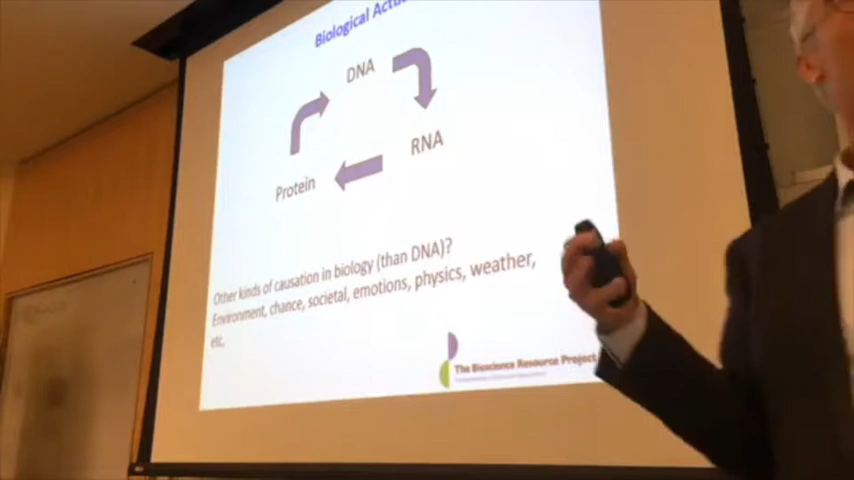 Biological
DNA
RNA
Protein
Other kinds of causation in biology (than DNA)?
Environment, chance, societal, emotions, physics, weather,
etc,
The Bioscience Resource Project